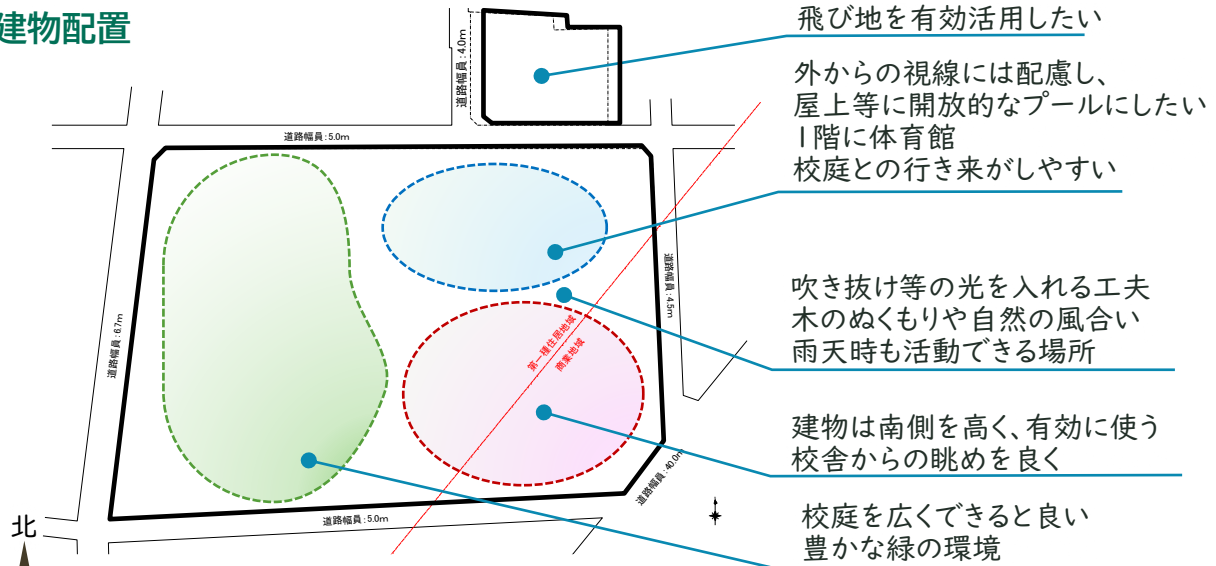 建物配置
飛び地を有効活用したい
外からの視線には配慮し、
屋上等に開放的なプールにしたい
1階に体育館
校庭との行き来がしやすい
吹き抜け等の光を入れる工夫
木のぬくもりや自然の風合い
雨天時も活動できる場所
建物は南側を高く、有効に使う
校舎からの眺めを良く
校庭を広くできると良い
豊かな緑の環境
道路幅員:4.0m
道路幅員:5.0m
道路幅員:6.7m
道路幅員:4.5m
第一種住居地域
商業地域
道路幅員:40.0m
道路幅員:5.0m
北